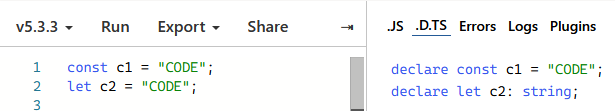 v5.3.3 Run Export Share
1 const c1 = "CODE";
2 let c2 = "CODE";
3
.JS .D.TS Errors Logs Plugins
declare const c1 = "CODE";
declare let c2: string;